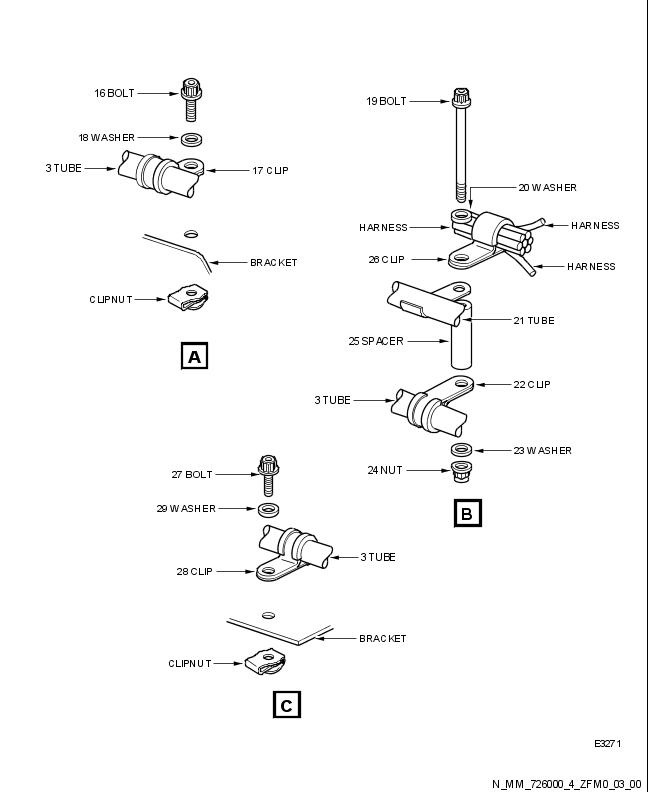 16 BOLT
18 WASHER
3 TUBE
17 CLIP
BRACKET
CLIPNUT
A
19 BOLT
20 WASHER
HARNESS
HARNESS
26 CLIP
HARNESS
21 TUBE
25 SPACER
22 CLIP
3 TUBE
23 WASHER
24 NUT
B
27 BOLT
29 WASHER
3 TUBE
28 CLIP
BRACKET
CLIPNUT
C
E3271
N_MM_726000_4_ZFM0_03_00